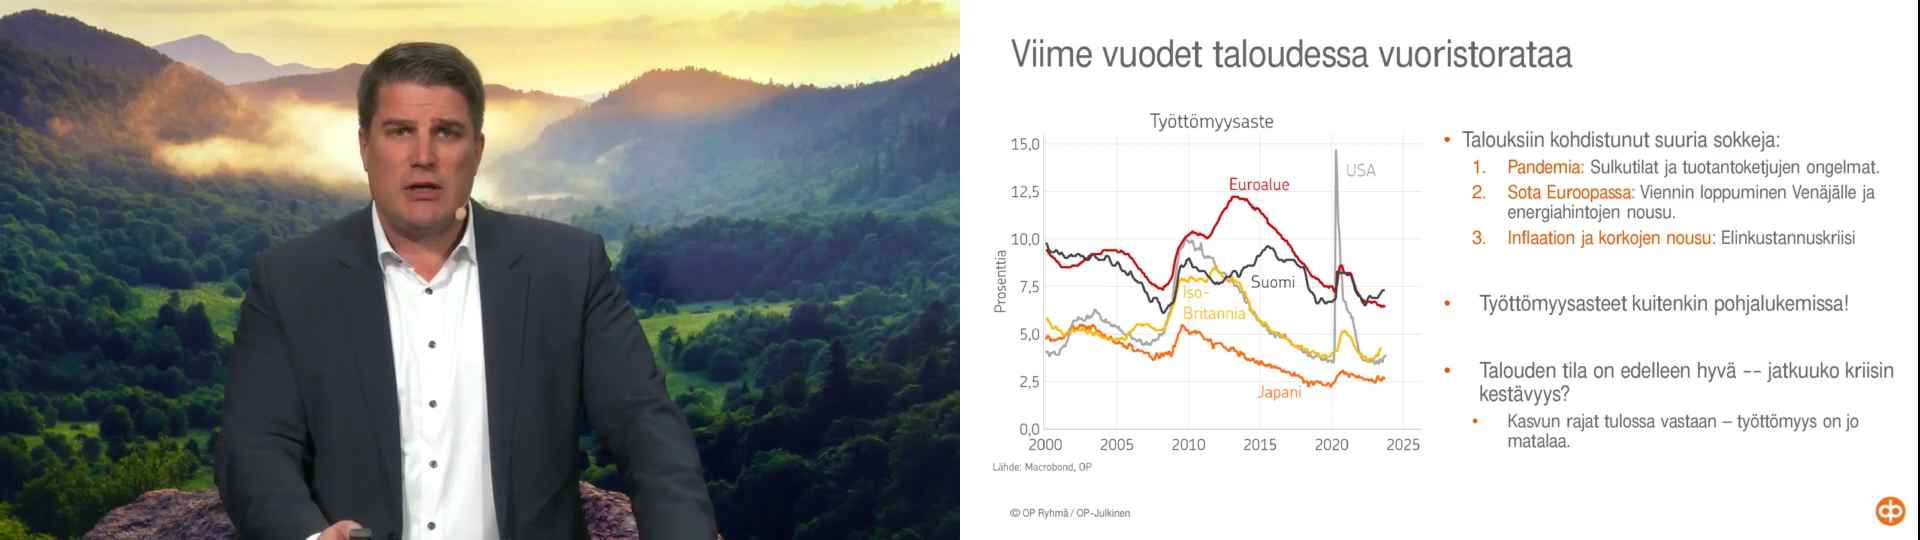 Viime vuodet taloudessa vuoristorataa
Työttömyysaste
Prosenttia
15,0
12,5
10,0
7,5
5,0
2,5
0,0
2000 2005 2010 2015 2020 2025
USA
Euroalue
Suomi
Iso-
Britannia
Japani
Lähde: Macrobond, OP
• Talouksiin kohdistunut suuria sokkeja:
1. Pandemia: Sulkutilat ja tuotantoketjujen ongelmat.
2. Sota Euroopassa: Viennin loppuminen Venäjälle ja
energiahintojen nousu.
3. Inflaation ja korkojen nousu: Elinkustannuskriisi
• Työttömyysasteet kuitenkin pohjalukemissa!
• Talouden tila on edelleen hyvä -- jatkuuko kriisin
kestävyys?
• Kasvun rajat tulossa vastaan – työttömyys on jo
matalaa.
© OP Ryhmä / OP-Julkinen
op